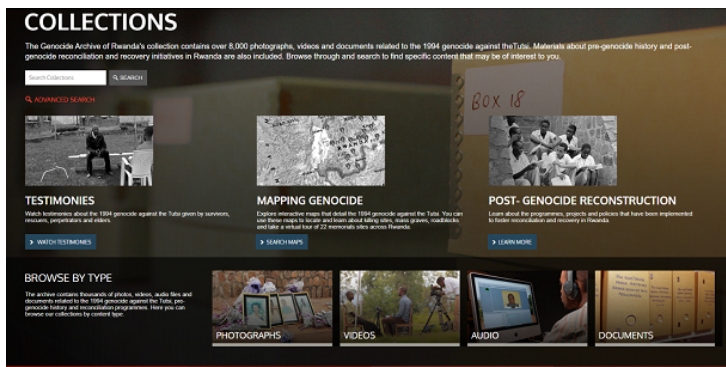 COLLECTIONS
The Genocide Archive of Rwanda's collection contains over 8,000 photographs, videos and documents related to the 1994 genocide against theTutsi. Materials about pre-genocide history and post-
genocide reconciliation and recovery initiatives in Rwanda are also included. Browse through and search to find specific content that may be of interest to you.
Search Collections
SEARCH
ADVANCED SEARCH
BOX 18
TESTIMONIES
Watch testimonies about the 1994 genocide against the Tutsi given by survivors,
rescuers, perpetrators and elders.
WATCH TESTIMONIES
MAPPING GENOCIDE
Explore interactive maps that detail the 1994 genocide against the Tutsi. You can
use these maps to locate and learn about killing sites, mass graves, roadblocks
and take a virtual tour of 22 memorials sites across Rwanda.
SEARCH MAPS
POST- GENOCIDE RECONSTRUCTION
Learn about the programmes, projects and policies that have been implemented
to foster reconciliation and recovery in Rwanda.
LEARN MORE
BROWSE BY TYPE
The archive contains thousands of photos, videos, audio files and
documents related to the 1994 genocide against the Tutsi, pre-
genocide history and reconciliation programmes. Here you can
browse our collections by content type:
PHOTOGRAPHS
VIDEOS
AUDIO
DOCUMENTS